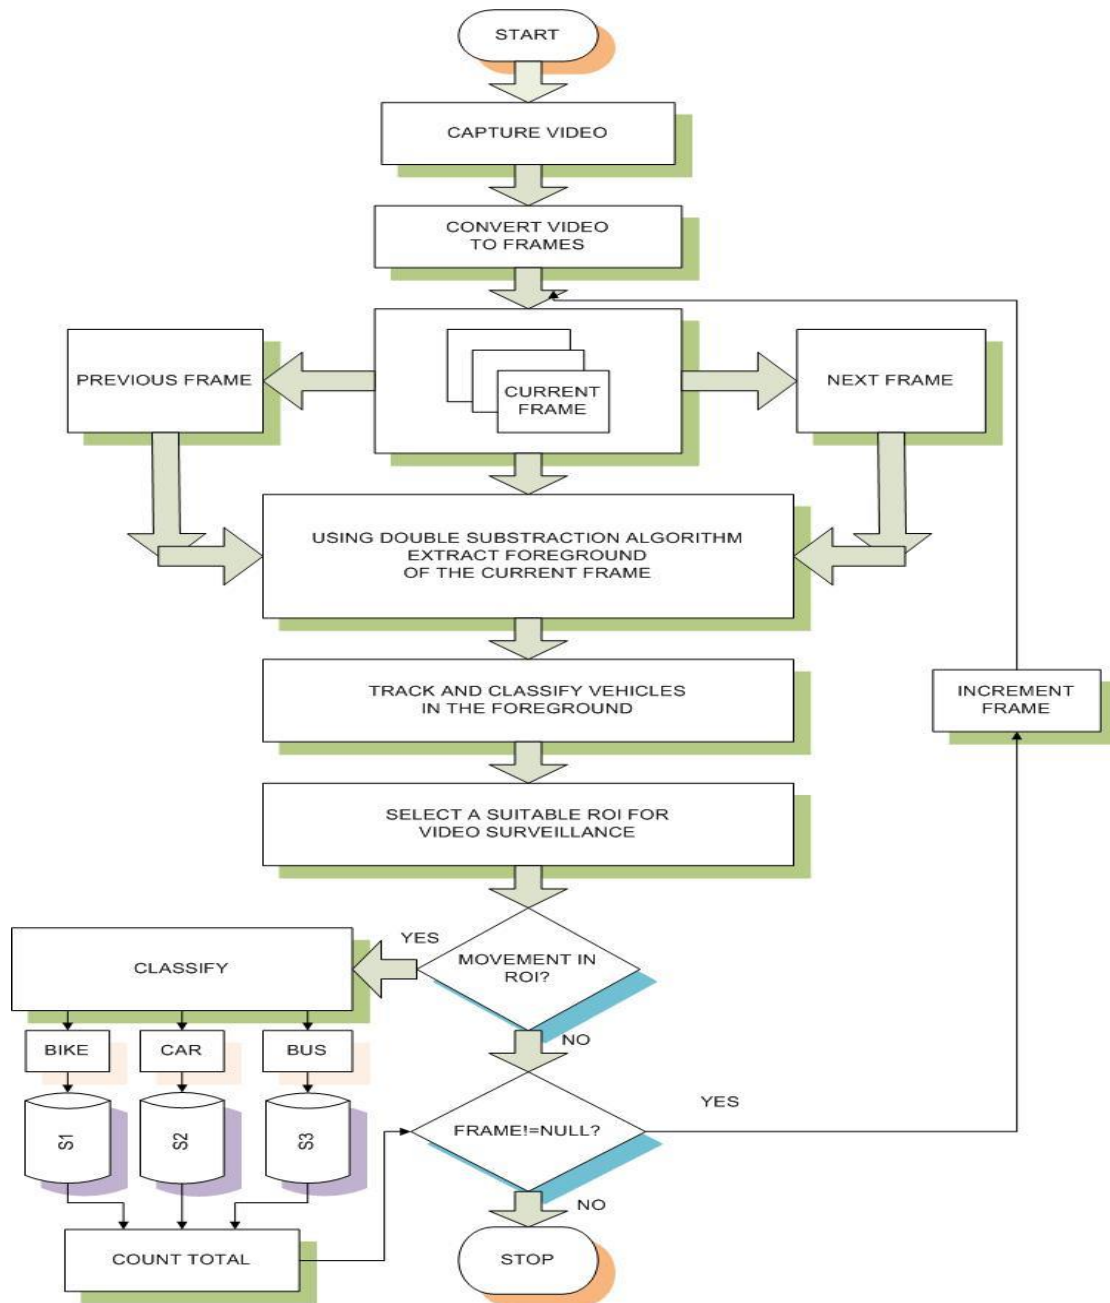 START
CAPTURE VIDEO
CONVERT VIDEO
TO FRAMES
PREVIOUS FRAME
CURRENT
FRAME
NEXT FRAME
USING DOUBLE SUBSTRACTION ALGORITHM
EXTRACT FOREGROUND
OF THE CURRENT FRAME
TRACK AND CLASSIFY VEHICLES
IN THE FOREGROUND
INCREMENT
FRAME
SELECT A SUITABLE ROI FOR
VIDEO SURVEILLANCE
YES
MOVEMENT IN
ROI?
CLASSIFY
NO
BIKE
CAR
BUS
YES
FRAME!=NULL?
S1
S2
S3
NO
COUNT TOTAL
STOP